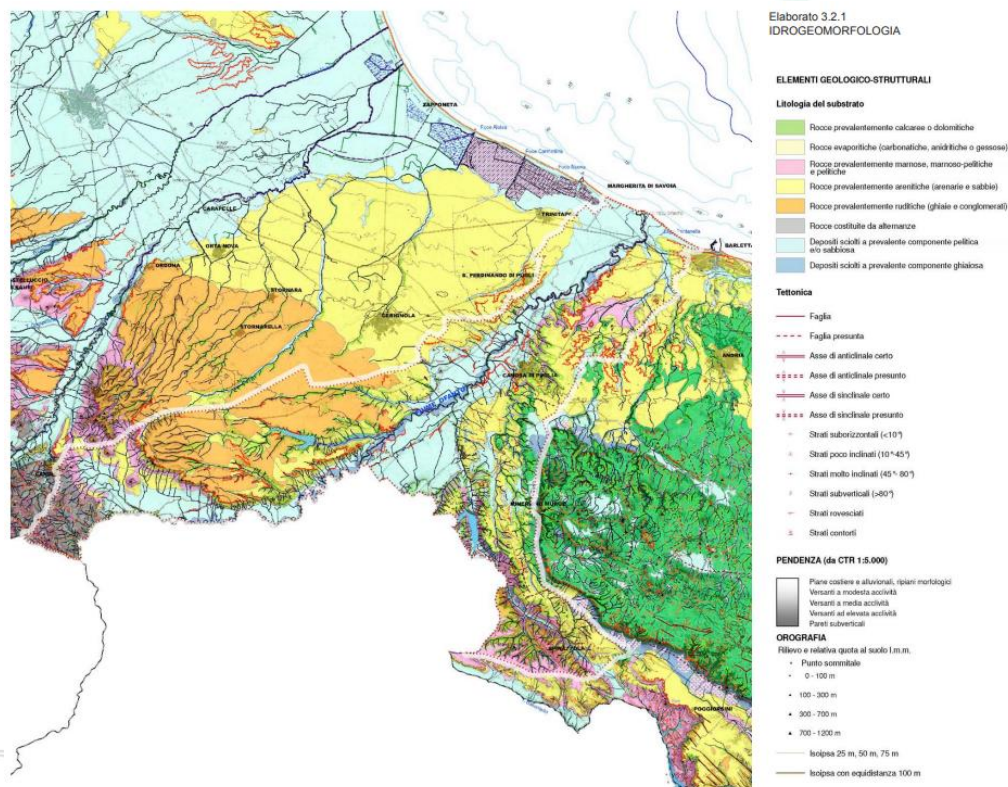 Elaborato 3.2.1
IDROGEOMORFOLOGIA
ELEMENTI GEOLOGICO-STRUTTURALI
Litologia del substrato
Rocce prevalentemente calcaree o dolomitiche
Rocce evaporitiche (carbonatiche, anidritiche o gessose)
Rocce prevalentemente marnose, marnoso-pelitiche
e pelitiche
Rocce prevalentemente arenitiche (arenarie e sabbie)
Rocce prevalentemente ruditiche (ghiaie e conglomerati)
Rocce costituite da alternanze
Depositi sciolti a prevalente componente pelitica
e/o sabbiosa
Depositi sciolti a prevalente componente ghiaiosa
Tettonica
Faglia
Faglia presunta
Asse di anticlinale certo
Asse di anticlinale presunto
Asse di sinclinale certo
Asse di sinclinale presunto
Strati suborizzontali (<10°)
Strati poco inclinati (10°-45°)
Strati molto inclinati (45°- 80°)
Strati subverticali (>80°)
Strati rovesciati
Strati contorti
PENDENZA (da CTR 1:5.000)
Piane costiere e alluvionali, ripiani morfologici
Versanti a modesta acclività
Versanti a media acclività
Versanti ad elevata acclività
Pareti subverticali
OROGRAFIA
Rilievo e relativa quota al suolo l.m.m.
Punto sommitale
0 - 100 m
100 - 300 m
300 - 700 m
700 - 1200 m
Isoipsa 25 m, 50 m, 75 m
Isoipsa con equidistanza 100 m
ZAPPONETA
Foce Aloisa
Foce Carmosina
MARGHERITA DI SAVOIA
TRINITAPOLI
BARLETTA
CARAPELLE
ORTA NOVA
ORDONA
S. FERDINANDO DI PUGLIA
STORNARA
CERIGNOLA
STORNARELLA
ANDRIA
CANOSA DI PUGLIA
SPINAZZOLA
POGGIORSINI